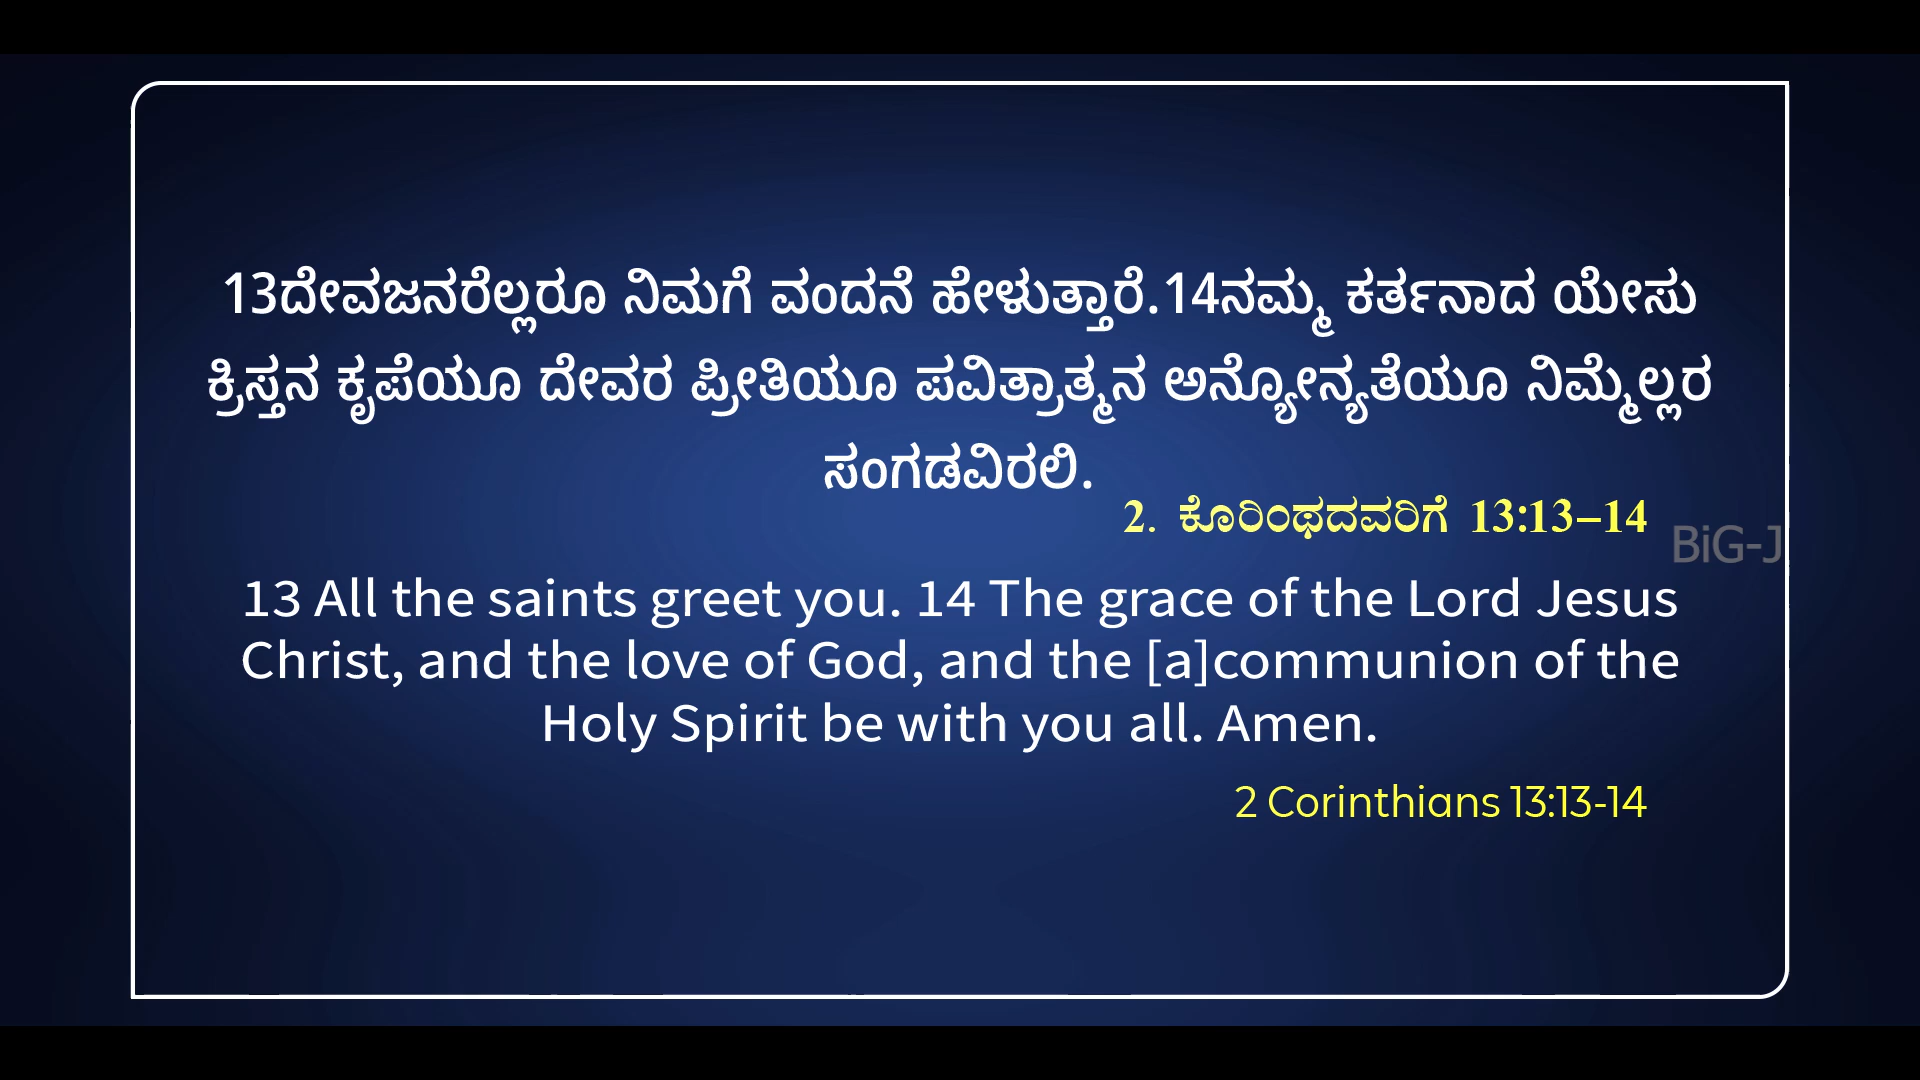 13ದೇವಜನರೆಲ್ಲರೂ ನಿಮಗೆ ವಂದನೆ ಹೇಳುತ್ತಾರೆ.14ನಮ್ಮ ಕರ್ತನಾದ ಯೇಸು
ಕ್ರಿಸ್ತನ ಕೃಪೆಯೂ ದೇವರ ಪ್ರೀತಿಯೂ ಪವಿತ್ರಾತ್ಮನ ಅನ್ಯೋನ್ಯತೆಯೂ ನಿಮ್ಮೆಲ್ಲರ
ಸಂಗಡವಿರಲಿ.
2. ಕೊರಿಂಥದವರಿಗೆ 13:13–14
BiG-J
13 All the saints greet you. 14 The grace of the Lord Jesus
Christ, and the love of God, and the [a]communion of the
Holy Spirit be with you all. Amen.
2 Corinthians 13:13-14